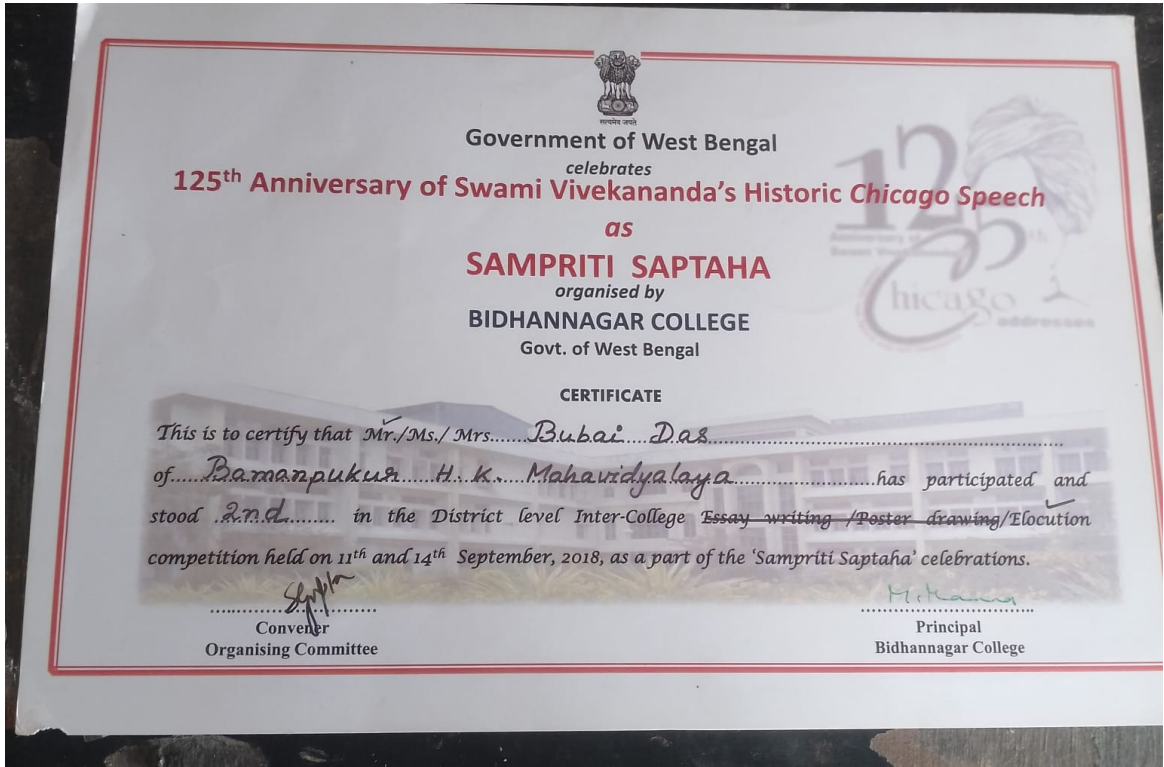 सत्यमेव जयते
Government of West Bengal
celebrates
125th Anniversary of Swami Vivekananda's Historic Chicago Speech
as
SAMPRITI SAPTAHA
organised by
BIDHANNAGAR COLLEGE
Govt. of West Bengal
125th
Chicago
addresses
CERTIFICATE
This is to certify that Mr./Ms./ Mrs......Bubai....Das..........
of......Bamanpukur......H..K....Mahavidyalaya......................has participated and
stood ..2nd........ in the District level Inter-College Essay writing /Poster drawing/Elocution
competition held on 11th and 14th September, 2018, as a part of the 'Sampriti Saptaha' celebrations.
Convener
Organising Committee
Principal
Bidhannagar College